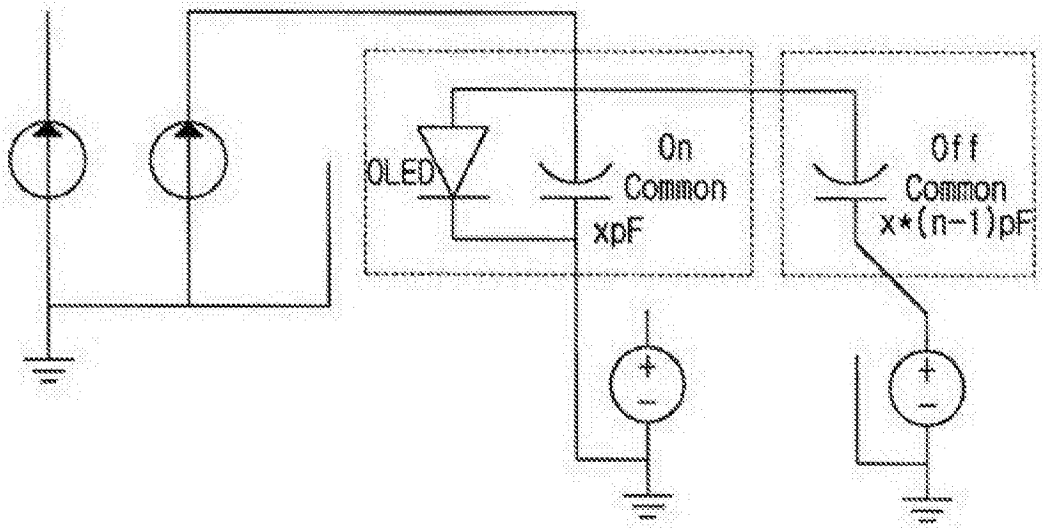 OLED
On
Common
xpF
Off
Common
x*(n-1)pF
+
-
+
-